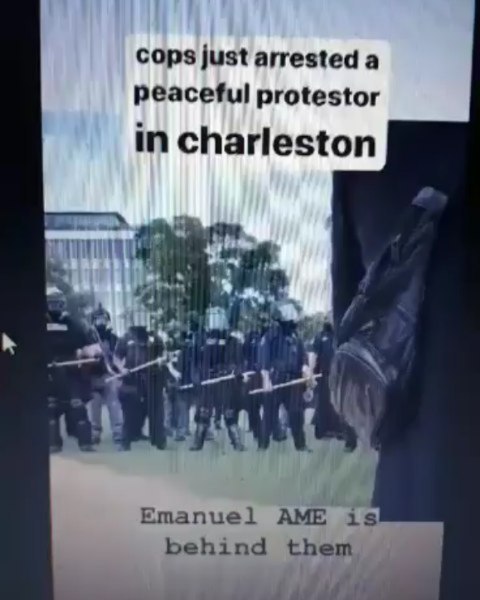 cops just arrested a
peaceful protestor
in charleston
Emanuel AME is
behind them